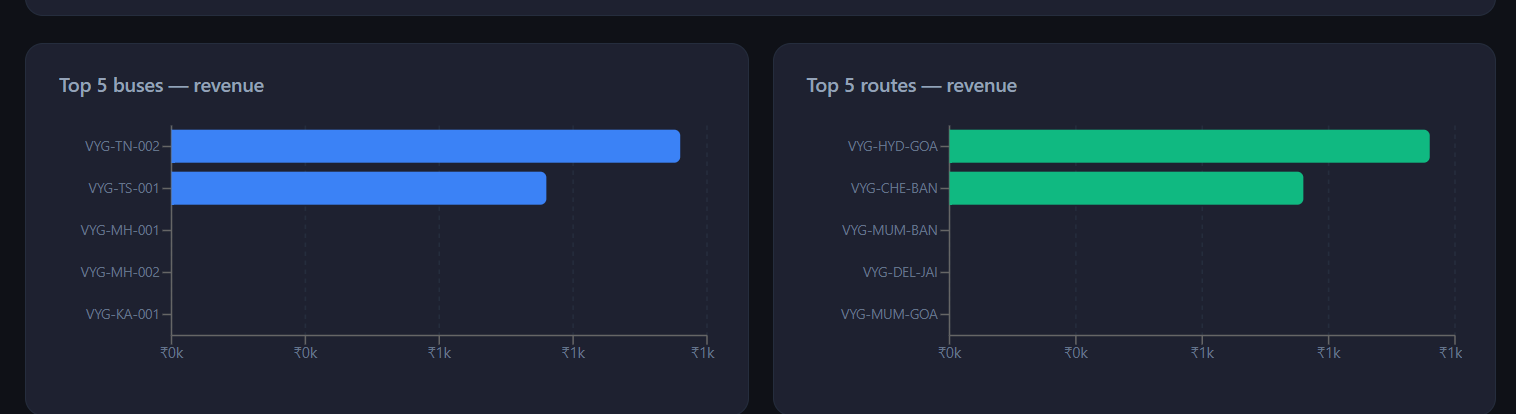 Top 5 buses — revenue
VYG-TN-002
VYG-TS-001
VYG-MH-001
VYG-MH-002
VYG-KA-001
₹0k ₹0k ₹1k ₹1k ₹1k
Top 5 routes — revenue
VYG-HYD-GOA
VYG-CHE-BAN
VYG-MUM-BAN
VYG-DEL-JAI
VYG-MUM-GOA
₹0k ₹0k ₹1k ₹1k ₹1k